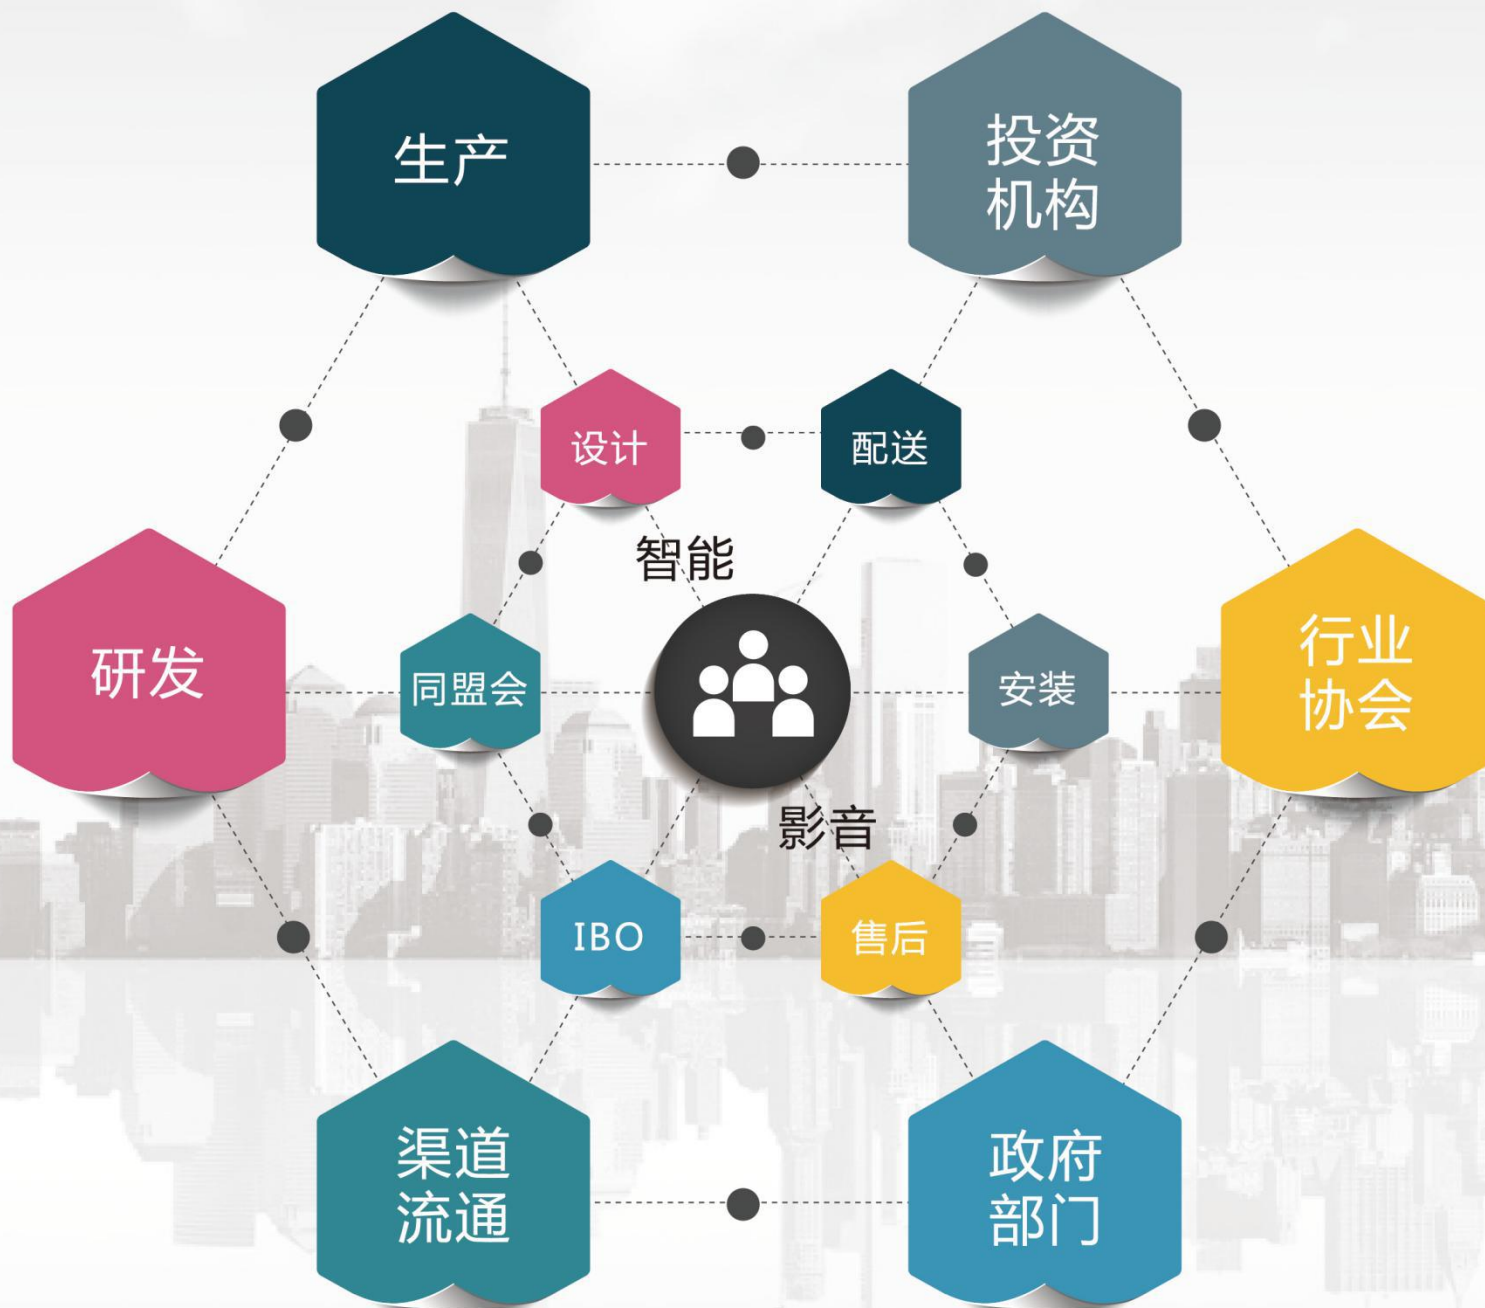 生产
投资
机构
设计
配送
智能
研发
同盟会
安装
行业
协会
影音
IBO
售后
渠道
流通
政府
部门